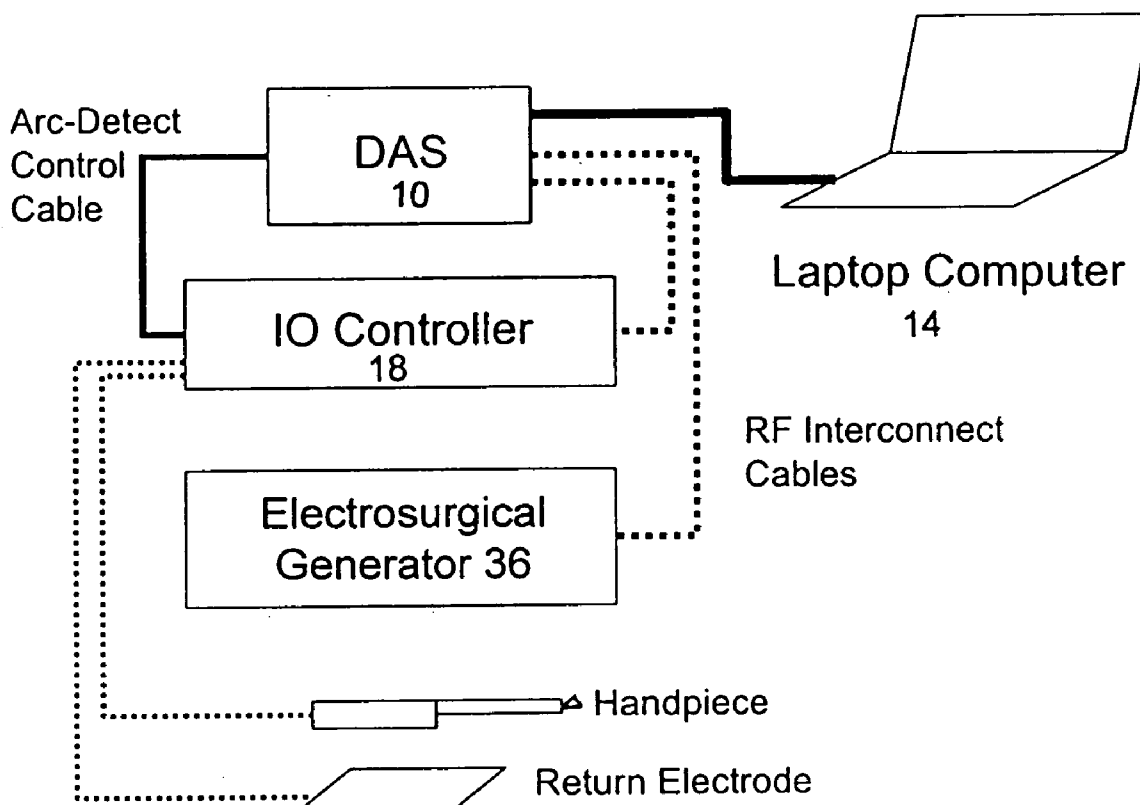 Arc-Detect
Control
Cable
DAS
10
IO Controller
18
Laptop Computer
14
RF Interconnect
Cables
Electrosurgical
Generator 36
Handpiece
Return Electrode